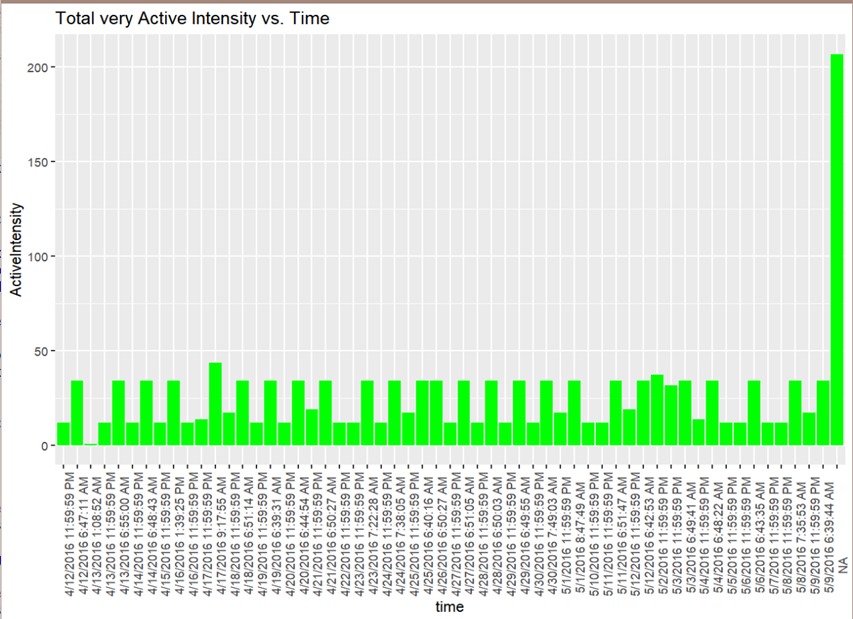 Total very Active Intensity vs. Time
200
150
100
50
0
ActiveIntensity
4/12/2016 11:59:59 PM
4/12/2016 6:47:11 AM
4/13/2016 1:08:52 AM
4/13/2016 11:59:59 PM
4/13/2016 6:55:00 AM
4/14/2016 11:59:59 PM
4/14/2016 6:48:43 AM
4/15/2016 11:59:59 PM
4/16/2016 1:39:25 PM
4/16/2016 11:59:59 PM
4/17/2016 11:59:59 PM
4/17/2016 9:17:55 AM
4/18/2016 11:59:59 PM
4/18/2016 6:51:14 AM
4/19/2016 11:59:59 PM
4/19/2016 6:39:31 AM
4/20/2016 11:59:59 PM
4/20/2016 6:44:54 AM
4/21/2016 11:59:59 PM
4/21/2016 6:50:27 AM
4/22/2016 11:59:59 PM
4/23/2016 11:59:59 PM
4/23/2016 7:22:28 AM
4/24/2016 11:59:59 PM
4/24/2016 7:38:05 AM
4/25/2016 11:59:59 PM
4/25/2016 6:40:16 AM
4/26/2016 6:50:27 AM
4/27/2016 11:59:59 PM
4/27/2016 6:51:05 AM
4/28/2016 11:59:59 PM
4/28/2016 6:50:03 AM
4/29/2016 11:59:59 PM
4/29/2016 6:49:55 AM
4/30/2016 11:59:59 PM
4/30/2016 7:49:03 AM
5/1/2016 11:59:59 PM
5/1/2016 8:47:49 AM
5/10/2016 11:59:59 PM
5/11/2016 11:59:59 PM
5/11/2016 6:51:47 AM
5/12/2016 11:59:59 PM
5/12/2016 6:42:53 AM
5/2/2016 11:59:59 PM
5/3/2016 11:59:59 PM
5/3/2016 6:49:41 AM
5/4/2016 11:59:59 PM
5/4/2016 6:48:22 AM
5/5/2016 11:59:59 PM
5/6/2016 11:59:59 PM
5/6/2016 6:43:35 AM
5/7/2016 11:59:59 PM
5/8/2016 11:59:59 PM
5/8/2016 7:35:53 AM
5/9/2016 11:59:59 PM
5/9/2016 6:39:44 AM
NA
time